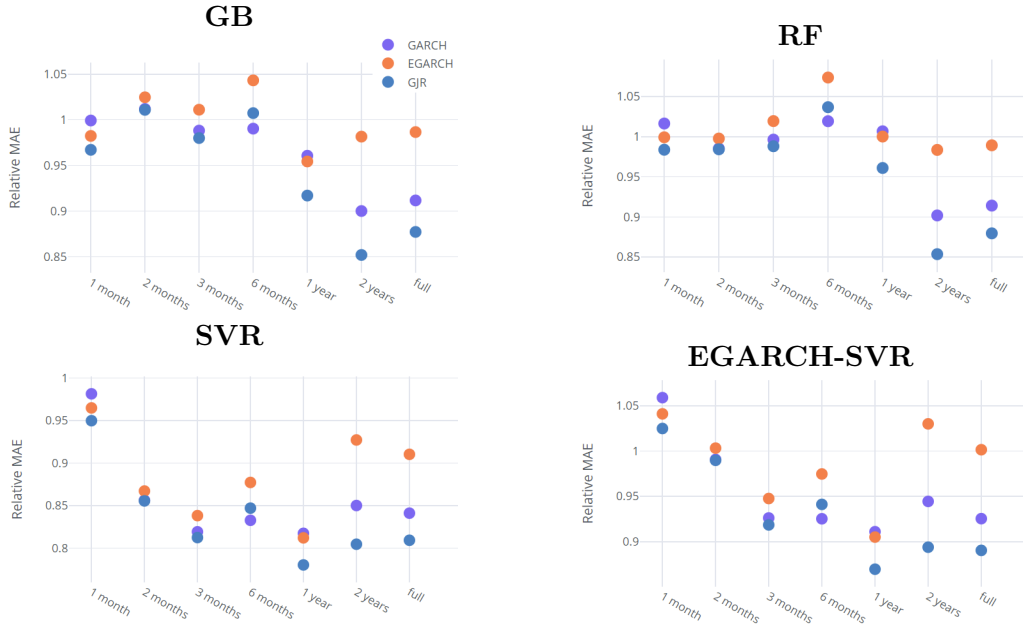 GB
GARCH
EGARCH
GJR
1.05
1
0.95
0.9
0.85
Relative MAE
1 month
2 months
3 months
6 months
1 year
2 years
full
RF
1.05
1
0.95
0.9
0.85
Relative MAE
1 month
2 months
3 months
6 months
1 year
2 years
full
SVR
1
0.95
0.9
0.85
0.8
Relative MAE
1 month
2 months
3 months
6 months
1 year
2 years
full
EGARCH-SVR
1.05
1
0.95
0.9
Relative MAE
1 month
2 months
3 months
6 months
1 year
2 years
full